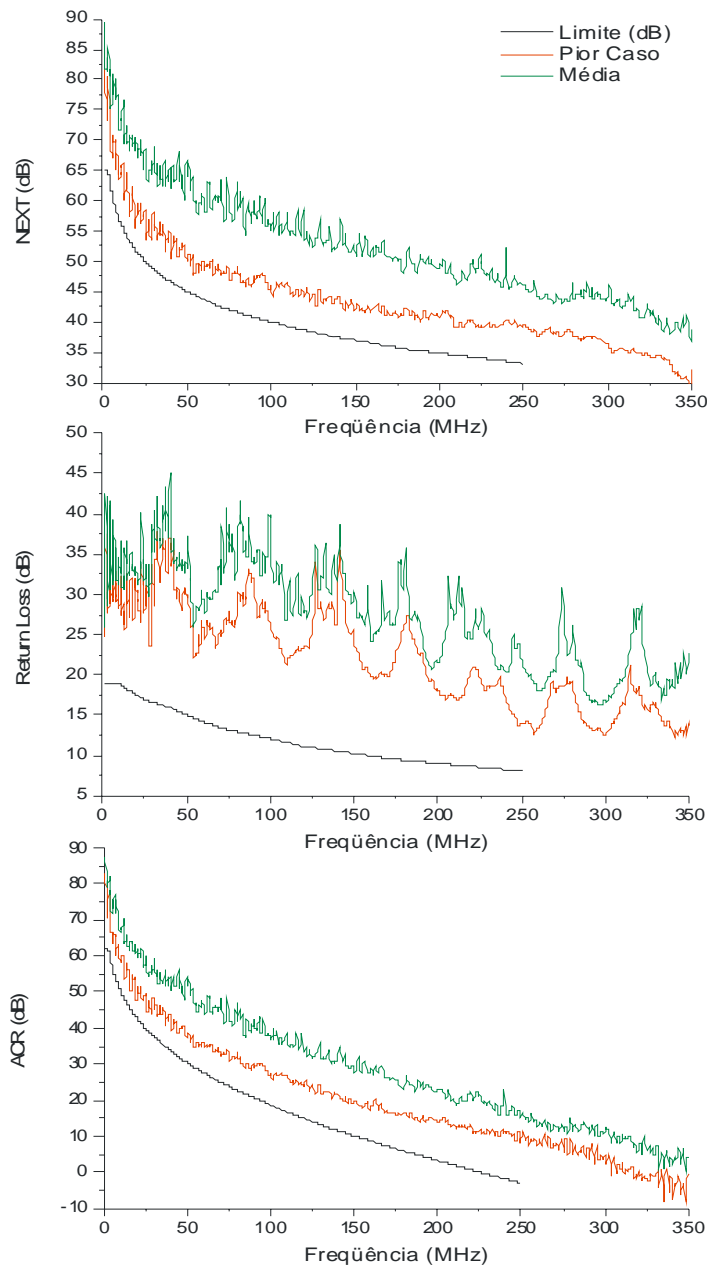 90
85
80
75
70
65
60
55
50
45
40
35
30
NEXT (dB)
Limite (dB)
Pior Caso
Média
0 50 100 150 200 250 300 350
Freqüência (MHz)
50
45
40
35
30
25
20
15
10
5
Return Loss (dB)
0 50 100 150 200 250 300 350
Freqüência (MHz)
90
80
70
60
50
40
30
20
10
0
-10
ACR (dB)
0 50 100 150 200 250 300 350
Freqüência (MHz)